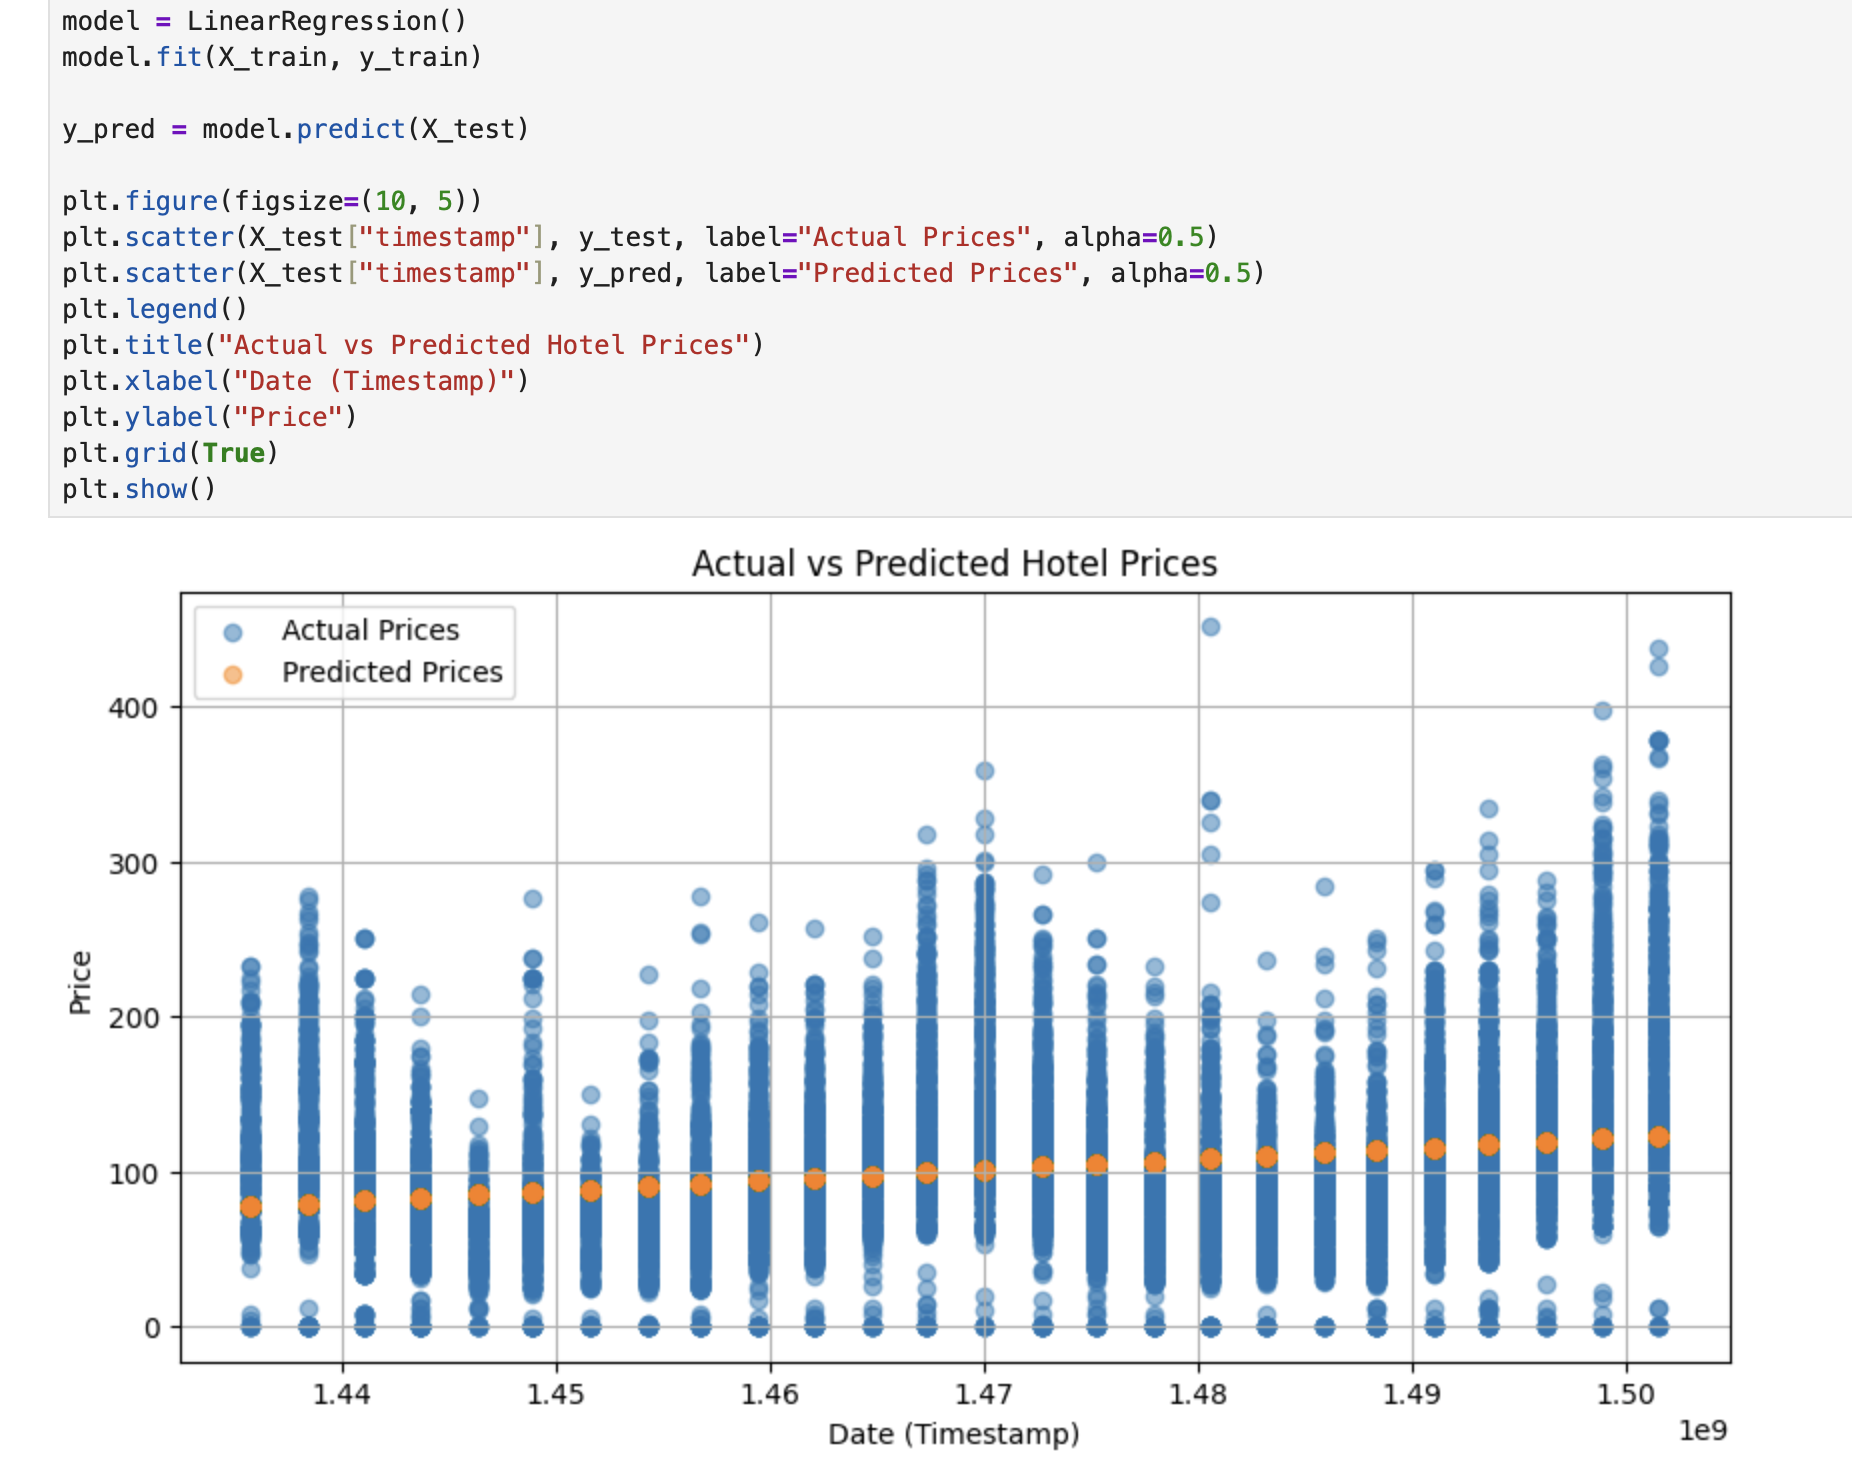 model = LinearRegression()
model.fit(X_train, y_train)
y_pred = model.predict(X_test)
plt.figure(figsize=(10, 5))
plt.scatter(X_test["timestamp"], y_test, label="Actual Prices", alpha=0.5)
plt.scatter(X_test["timestamp"], y_pred, label="Predicted Prices", alpha=0.5)
plt.legend()
plt.title("Actual vs Predicted Hotel Prices")
plt.xlabel("Date (Timestamp)")
plt.ylabel("Price")
plt.grid(True)
plt.show()
Actual vs Predicted Hotel Prices
Actual Prices
Predicted Prices
Price
400
300
200
100
0
1.44 1.45 1.46 1.47 1.48 1.49 1.50
1e9
Date (Timestamp)